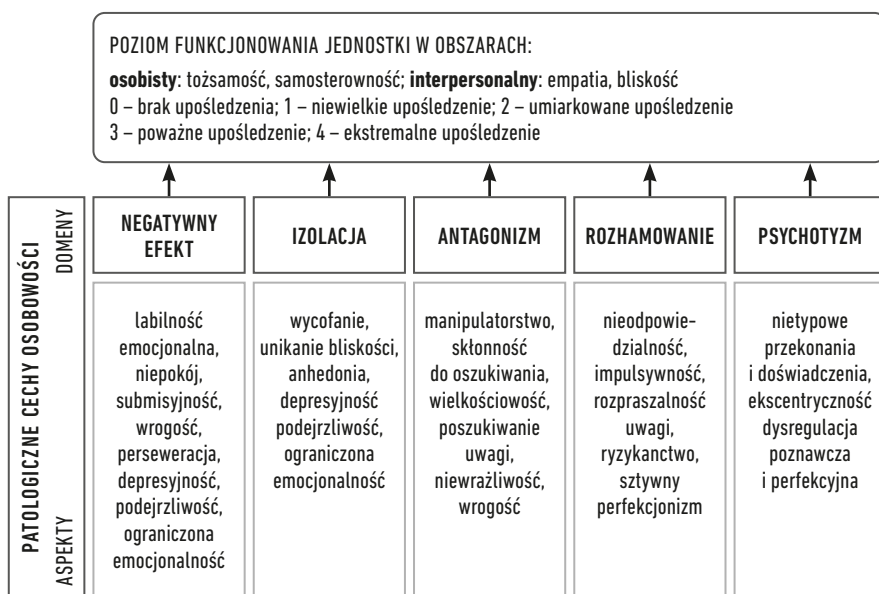 POZIOM FUNKCJONOWANIA JEDNOSTKI W OBSZARACH:
osobisty: tożsamość, samosterowność; interpersonalny: empatia, bliskość
0 – brak upośledzenia; 1 – niewielkie upośledzenie; 2 – umiarkowane upośledzenie
3 – poważne upośledzenie; 4 – ekstremalne upośledzenie
PATOLOGICZNE CECHY OSOBOWOŚCI
DOMENY
NEGATYWNY
EFEKT
IZOLACJA
ANTAGONIZM
ROZHAMOWANIE
PSYCHOTYZM
ASPEKTY
labilność
emocjonalna,
niepokój,
submisyjność,
wrogość,
perseweracja,
depresyjność,
podejrzliwość,
ograniczona
emocjonalność
wycofanie,
unikanie bliskości,
anhedonia,
depresyjność
podejrzliwość,
ograniczona
emocjonalność
manipulatorstwo,
skłonność
do oszukiwania,
wielkościowość,
poszukiwanie
uwagi,
niewrażliwość,
wrogość
nieodpowie-
dzialność,
impulsywność,
rozpraszalność
uwagi,
ryzykanctwo,
sztywny
perfekcjonizm
nietypowe
przekonania
i doświadczenia,
ekscentryczność
dysregulacja
poznawcza
i perfekcyjna